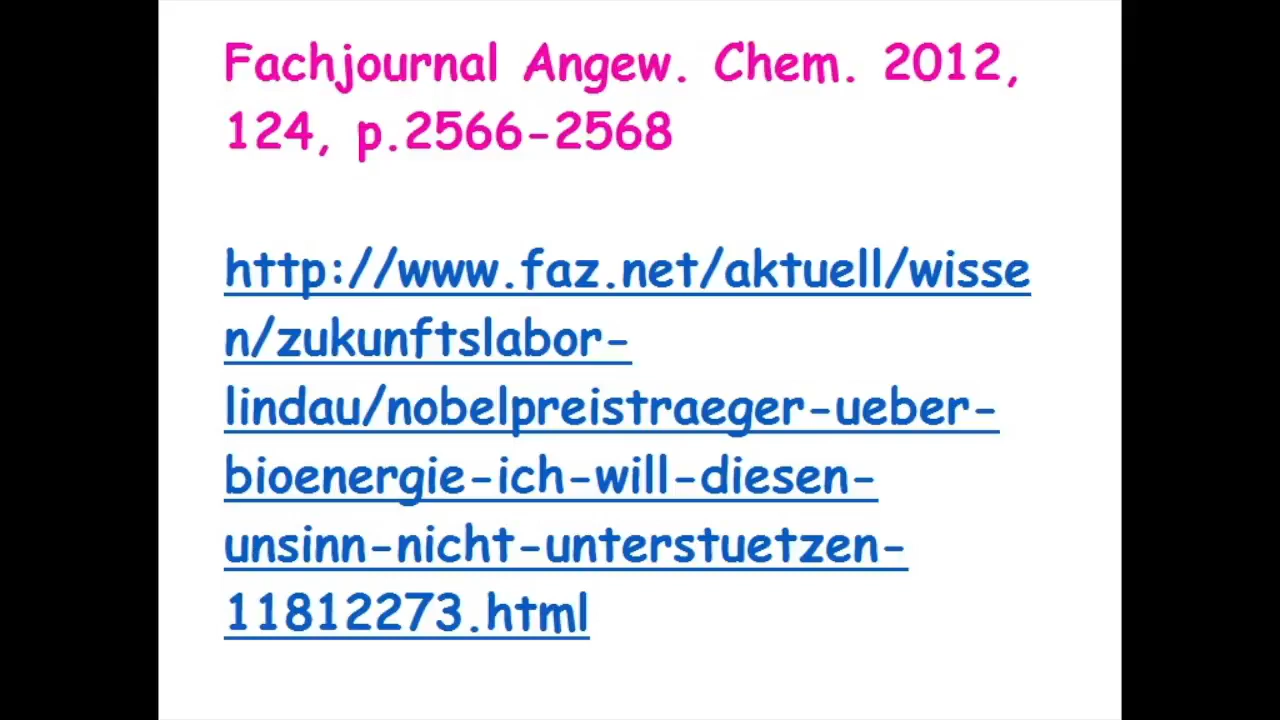 Fachjournal Angew. Chem. 2012,
124, p.2566-2568
http://www.faz.net/aktuell/wisse
n/zukunftslabor-
lindau/nobelpreistraeger-ueber-
bioenergie-ich-will-diesen-
unsinn-nicht-unterstuetzen-
11812273.html